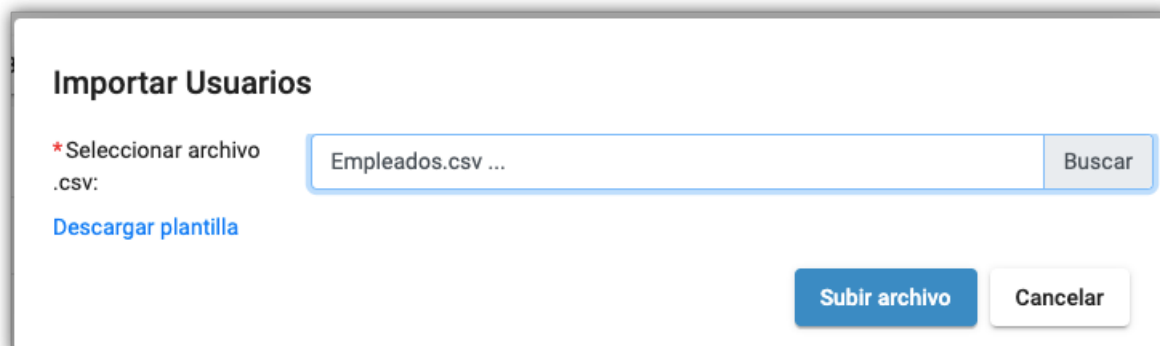 Importar Usuarios
*Seleccionar archivo
.csv:
Empleados.csv ...
Buscar
Descargar plantilla
Subir archivo
Cancelar